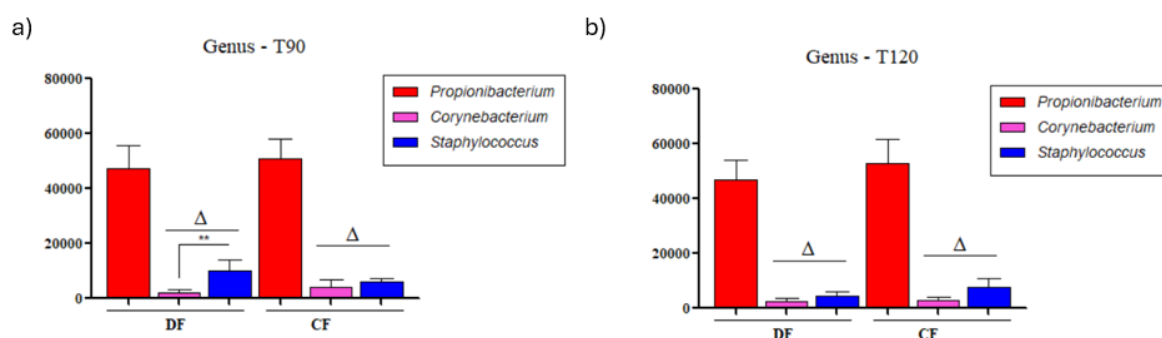 a)
Genus - T90
80000
60000
40000
20000
0
Propionibacterium
Corynebacterium
Staphylococcus
Δ
**
Δ
DF
CF
b)
Genus - T120
80000
60000
40000
20000
0
Propionibacterium
Corynebacterium
Staphylococcus
Δ
Δ
DF
CF